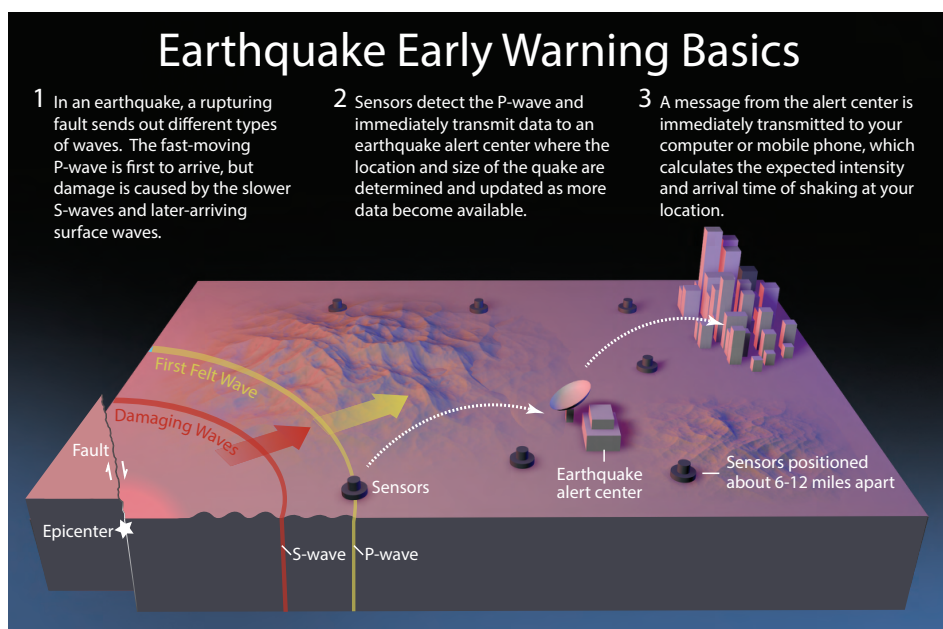 Earthquake Early Warning Basics
1 In an earthquake, a rupturing
fault sends out different types
of waves. The fast-moving
P-wave is first to arrive, but
damage is caused by the slower
S-waves and later-arriving
surface waves.
2 Sensors detect the P-wave and
immediately transmit data to an
earthquake alert center where the
location and size of the quake are
determined and updated as more
data become available.
3 A message from the alert center is
immediately transmitted to your
computer or mobile phone, which
calculates the expected intensity
and arrival time of shaking at your
location.
First Felt Wave
Damaging Waves
Fault
Sensors
Earthquake
alert center
Sensors positioned
about 6-12 miles apart
Epicenter
S-wave
P-wave